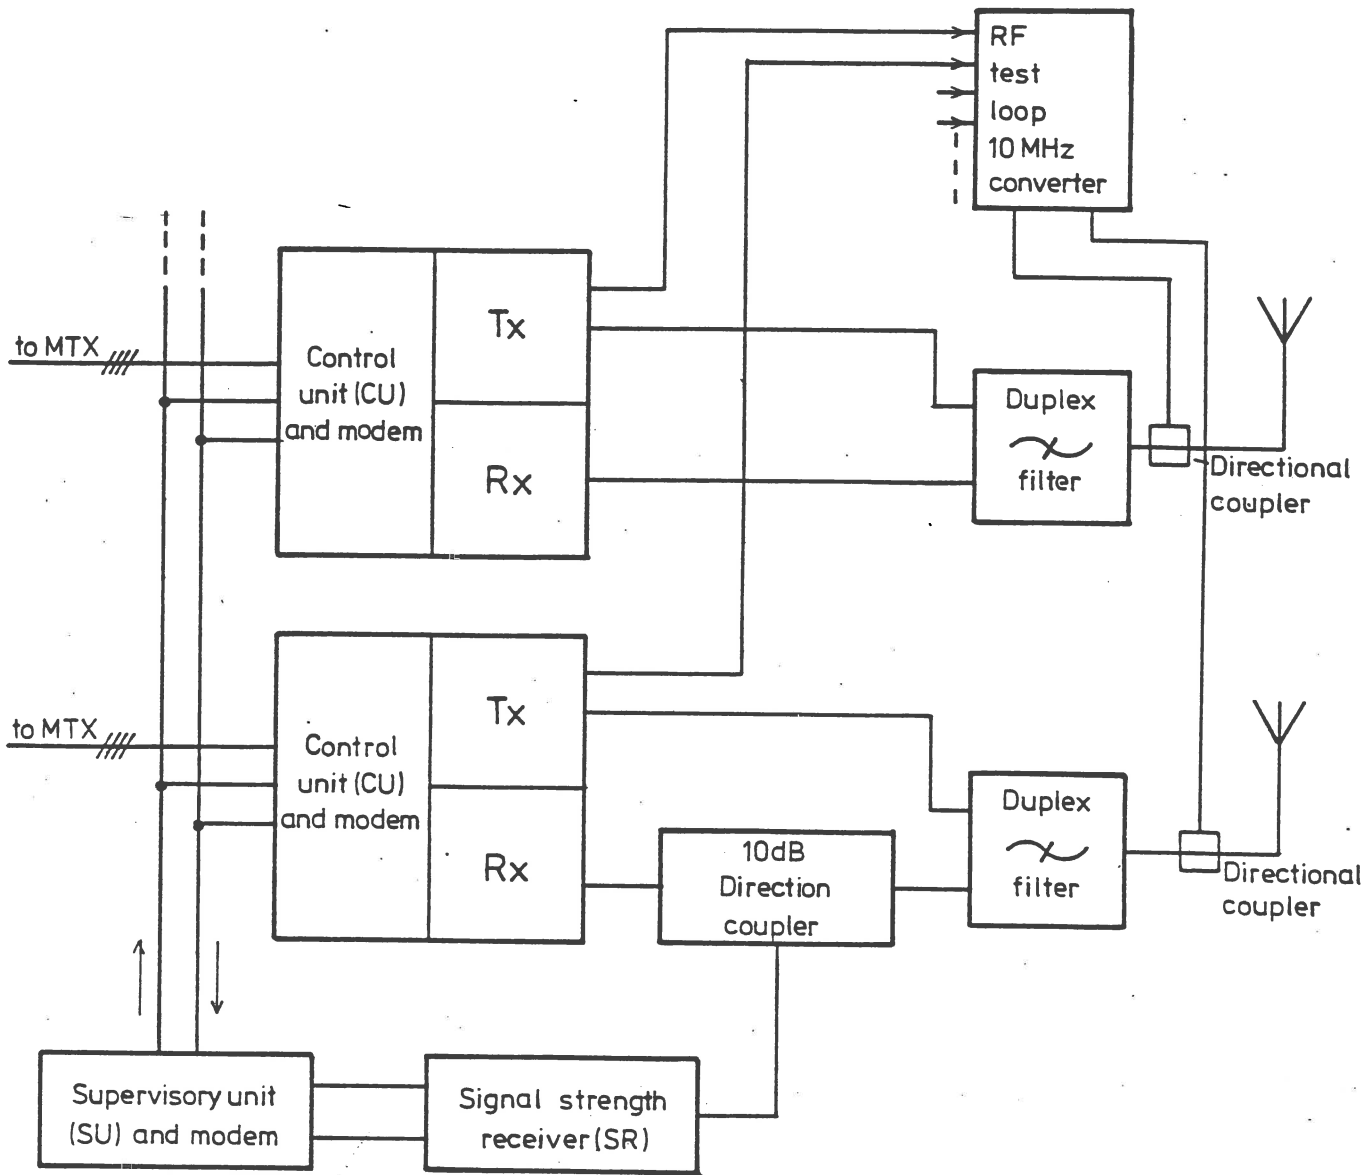 RF
test
loop
10 MHz
converter
to MTX
Control
unit (CU)
and modem
Tx
Rx
Duplex
filter
Directional
coupler
to MTX
Control
unit (CU)
and modem
Tx
Rx
10dB
Direction
coupler
Duplex
filter
Directional
coupler
Supervisory unit
(SU) and modem
Signal strength
receiver (SR)